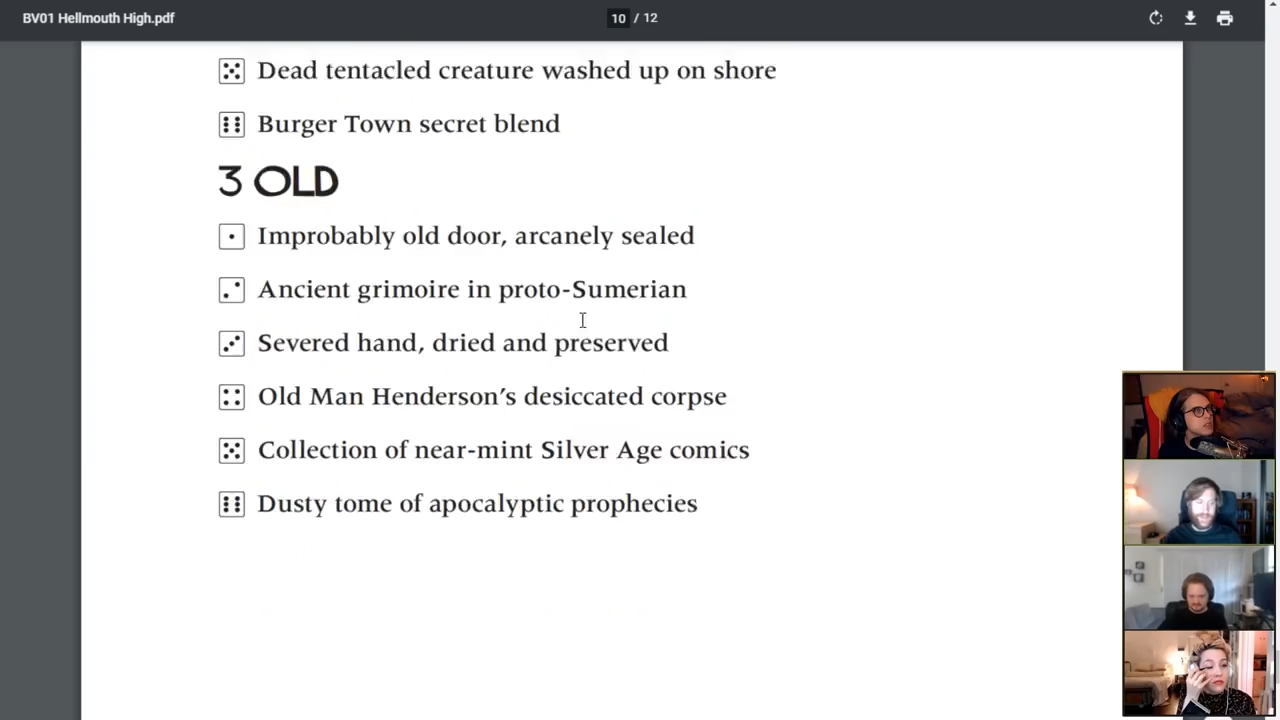 BV01 Hellmouth High.pdf
10 / 12
Dead tentacled creature washed up on shore
Burger Town secret blend
3 OLD
Improbably old door, arcanely sealed
Ancient grimoire in proto-Sumerian
Severed hand, dried and preserved
Old Man Henderson's desiccated corpse
Collection of near-mint Silver Age comics
Dusty tome of apocalyptic prophecies